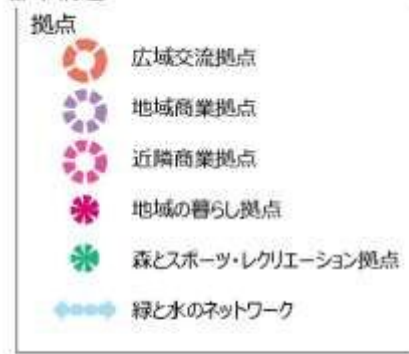 拠点
広域交流拠点
地域商業拠点
近隣商業拠点
地域の暮らし拠点
森とスポーツ・レクリエーション拠点
緑と水のネットワーク